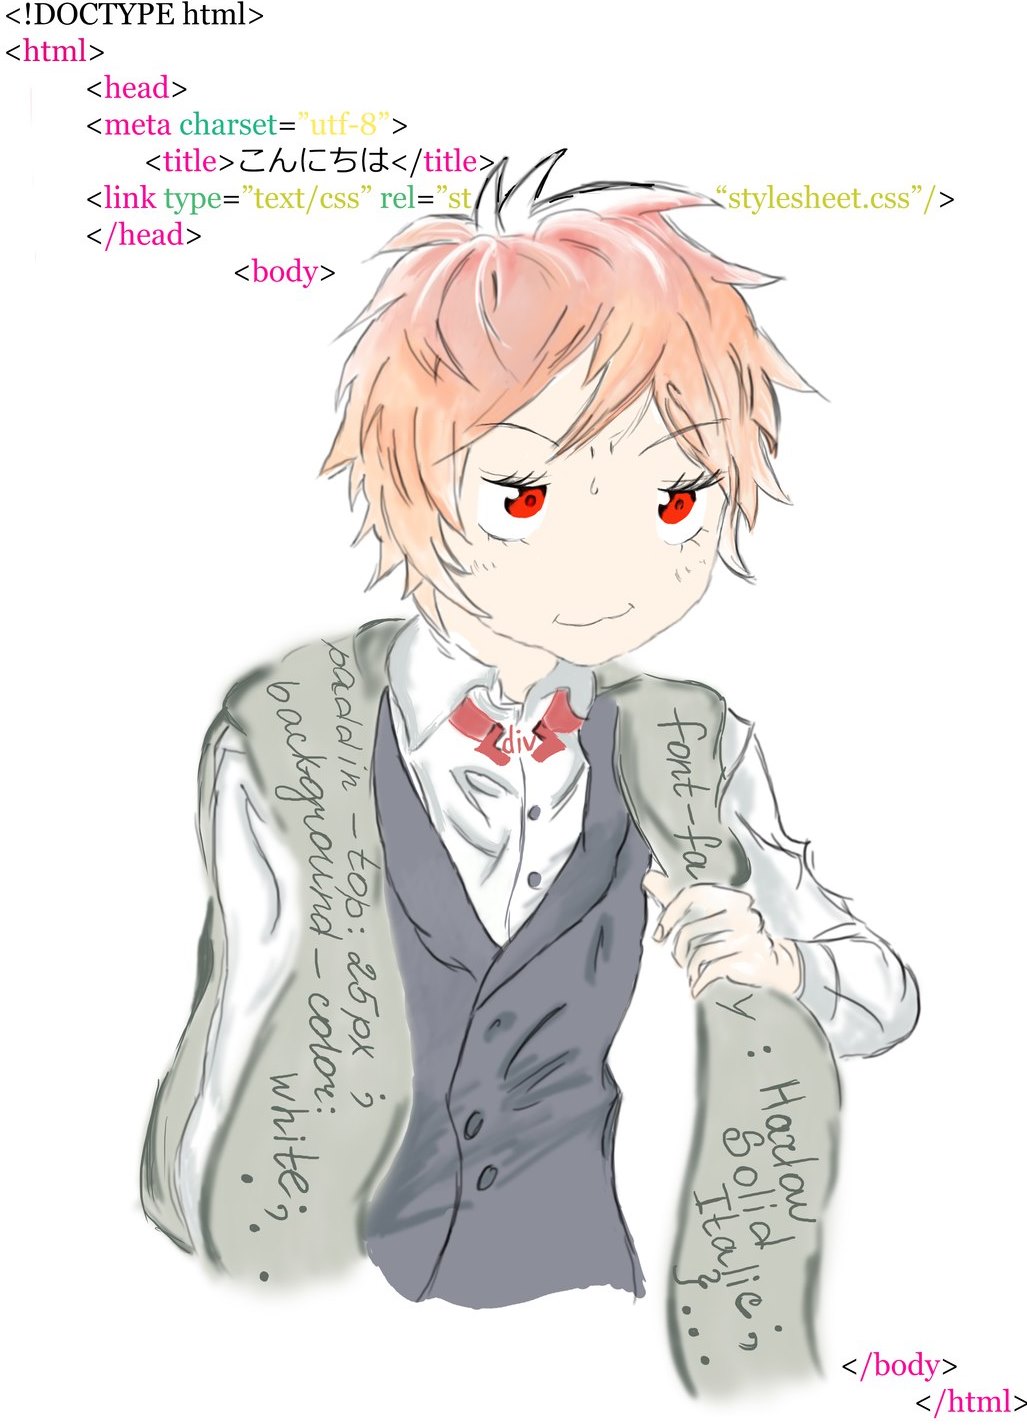 <!DOCTYPE html>
<html>
<head>
<meta charset="utf-8">
<title>こんにちは</title>
<link type=”text/css” rel=”st “stylesheet.css”/>
</head>
<body>
div
paddin-top: 25px ;
background-color:
white;
...
font-fa
y :
Harlow
Solid
Italic;
}...
</body>
</html>